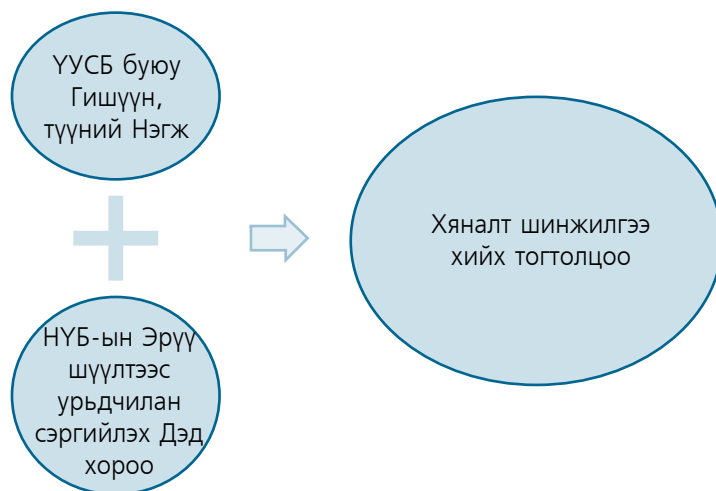 ҮУСБ буюу
Гишүүн,
түүний Нэгж
НҮБ-ын Эрүү
шүүлтээс
урьдчилан
сэргийлэх Дэд
хороо
Хяналт шинжилгээ
хийх тогтолцоо